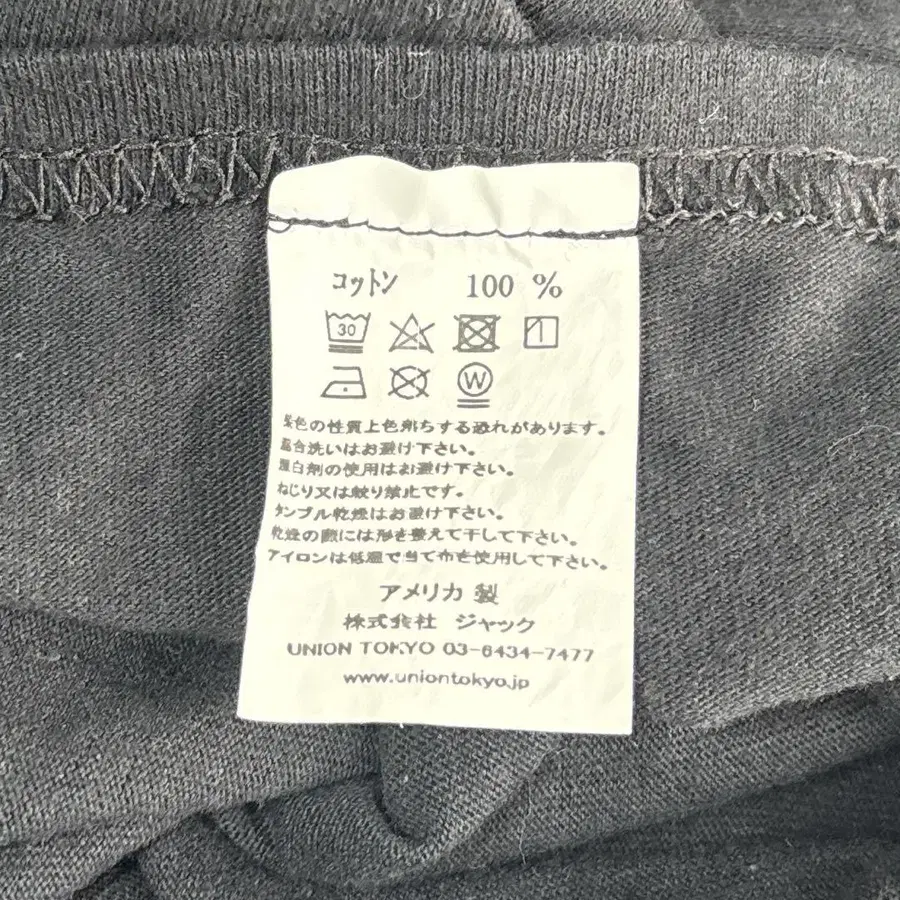 コットン 100 %
30
W
染色の性質上色落ちする恐れがあります。
混合洗いはお避け下さい。
漂白剤の使用はお避け下さい。
ねじり又は絞り禁止です。
タンブル乾燥はお避け下さい。
乾燥の際には形を整えて干して下さい。
アイロンは低温で当て布を使用して下さい。
アメリカ 製
株式会社 ジャック
UNION TOKYO 03-6434-7477
www.uniontokyo.jp